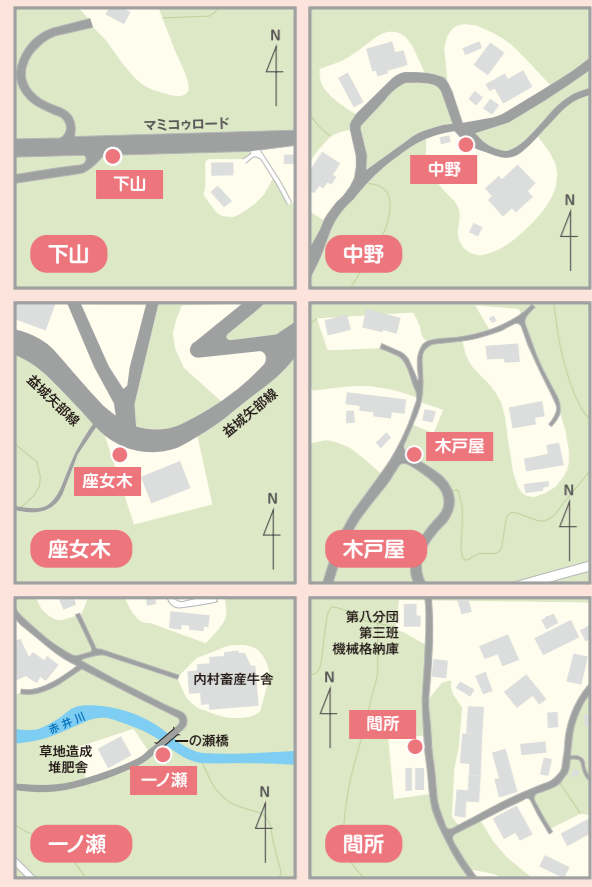 N
マミコゥロード
下山
下山
N
中野
中野
益城矢部線
益城矢部線
座女木
N
座女木
木戸屋
N
木戸屋
内村畜産牛舎
赤井川
一の瀬橋
草地造成
堆肥舎
一ノ瀬
N
一ノ瀬
第八分団
第三班
機械格納庫
N
間所
間所